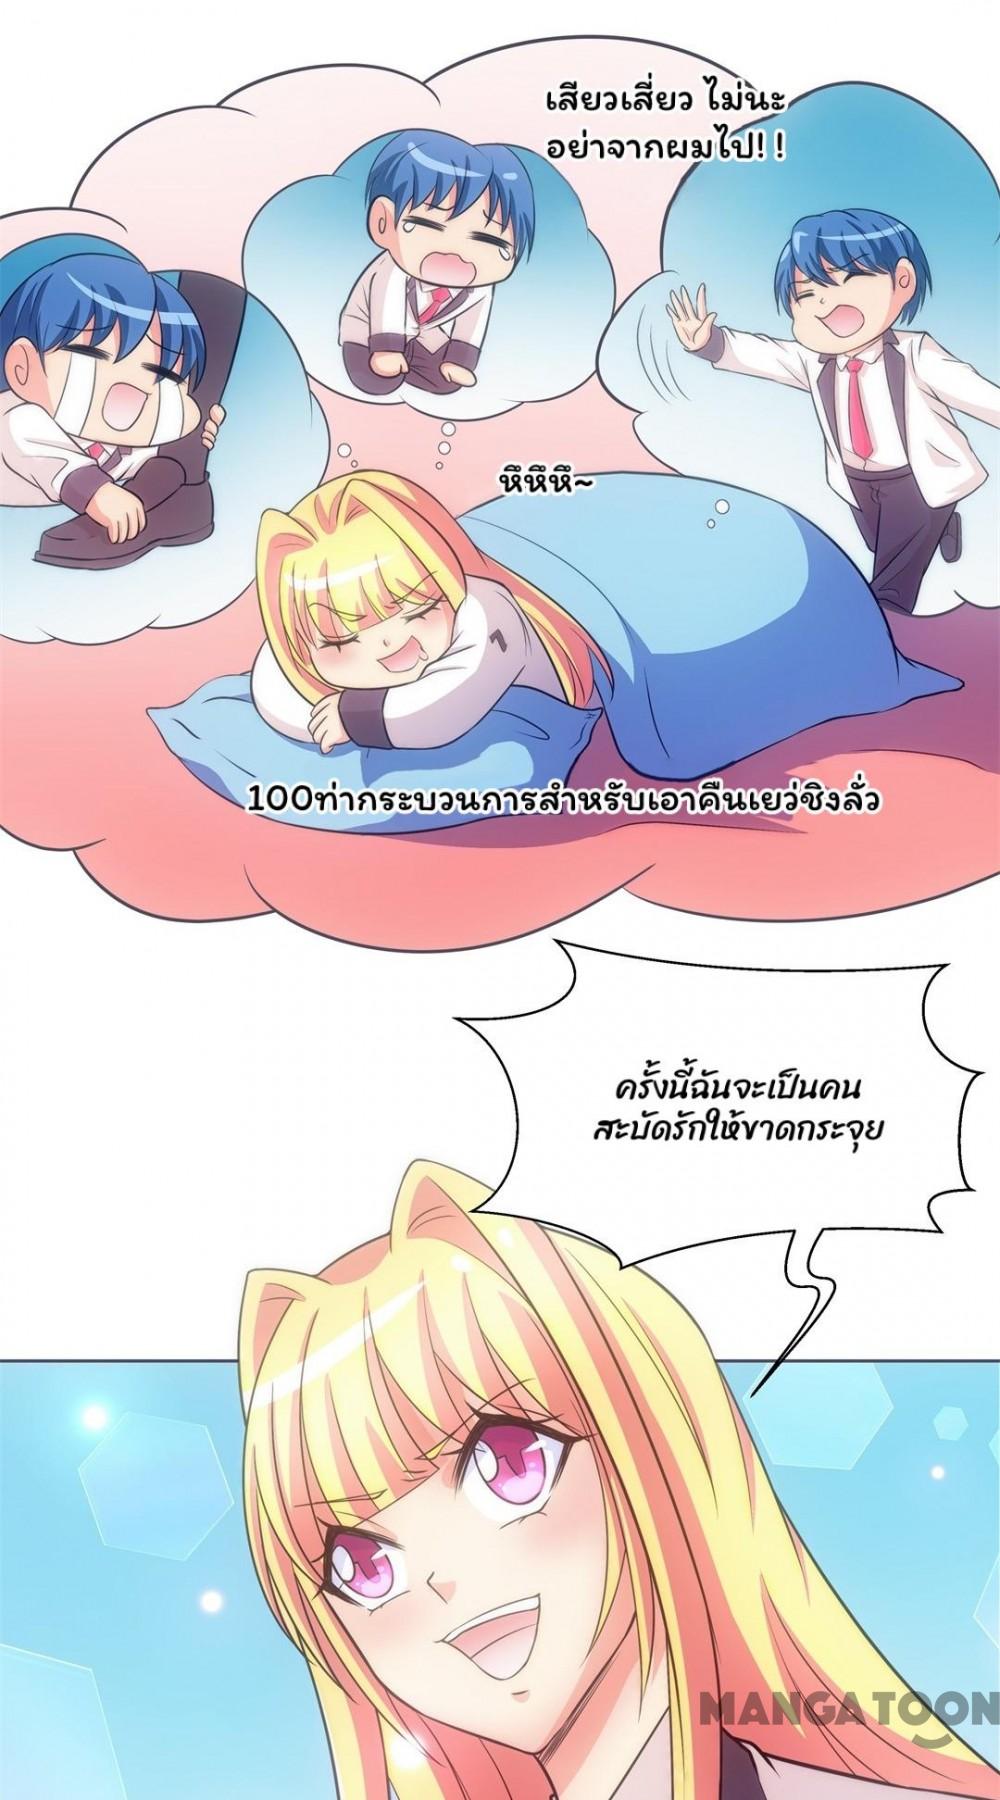 เสียวเสี่ยว ไม่นะ
อย่าจากผมไป!!
หึหึหึ~
100ท่ากระบวนการสำหรับเอาคืนเยว่ชิงลั่ว
ครั้งนี้ฉันจะเป็นคน
สะบัดรักให้ขาดกระจุย
MANGATOON